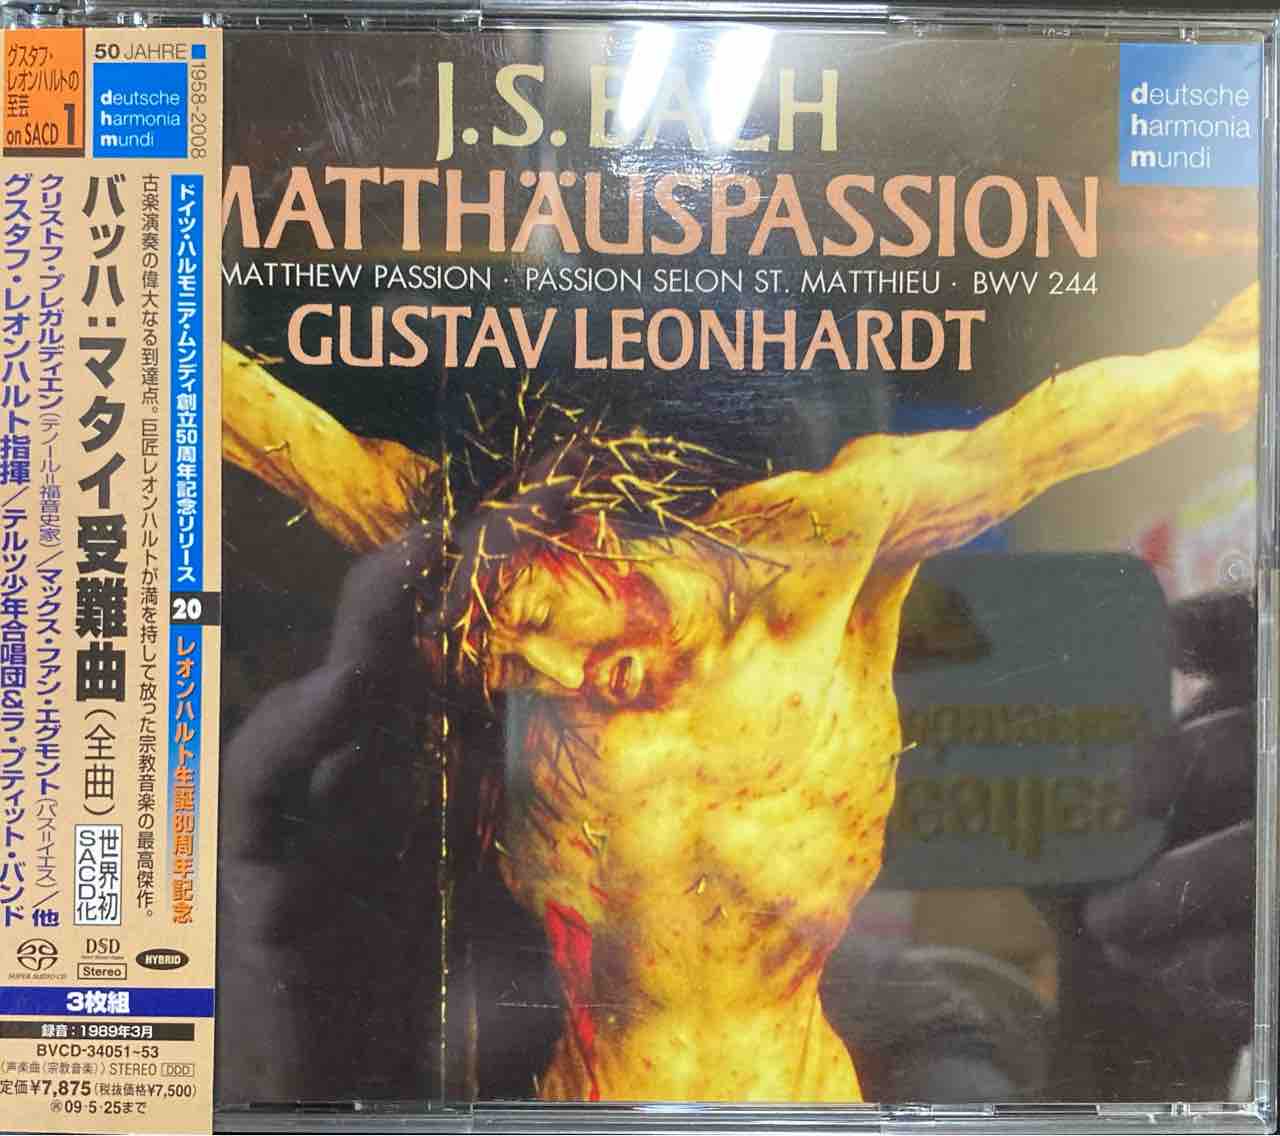 グスタフ・
レオンハルトの
至芸
on SACD 1
50 JAHRE
1958-2008
deutsche
harmonia
mundi
ドイツ・ハルモニア・ムンディ創立50周年記念リリース 20 レオンハルト生誕80周年記念
古楽演奏の偉大なる到達点。巨匠レオンハルトが満を持して放った宗教音楽の最高傑作。
バッハ:マタイ受難曲(全曲)
世界初
SACD化
クリストフ・プレガルディエン(テノール=福音史家)/マックス・ファン・エグモント(バス=イエス)/他
グスタフ・レオンハルト指揮/テルツ少年合唱団&ラ・プティット・バンド
SUPER AUDIO CD
DSD
Stereo
HYBRID
3枚組
録音:1989年3月
BVCD-34051~53
(声楽曲(宗教音楽)) STEREO DDD
定価¥7,875(税抜価格¥7,500)
再09・5・25まで
J.S. BACH
MATTHÄUSPASSION
MATTHEW PASSION · PASSION SELON ST. MATTHIEU · BWV 244
GUSTAV LEONHARDT
deutsche
harmonia
mundi